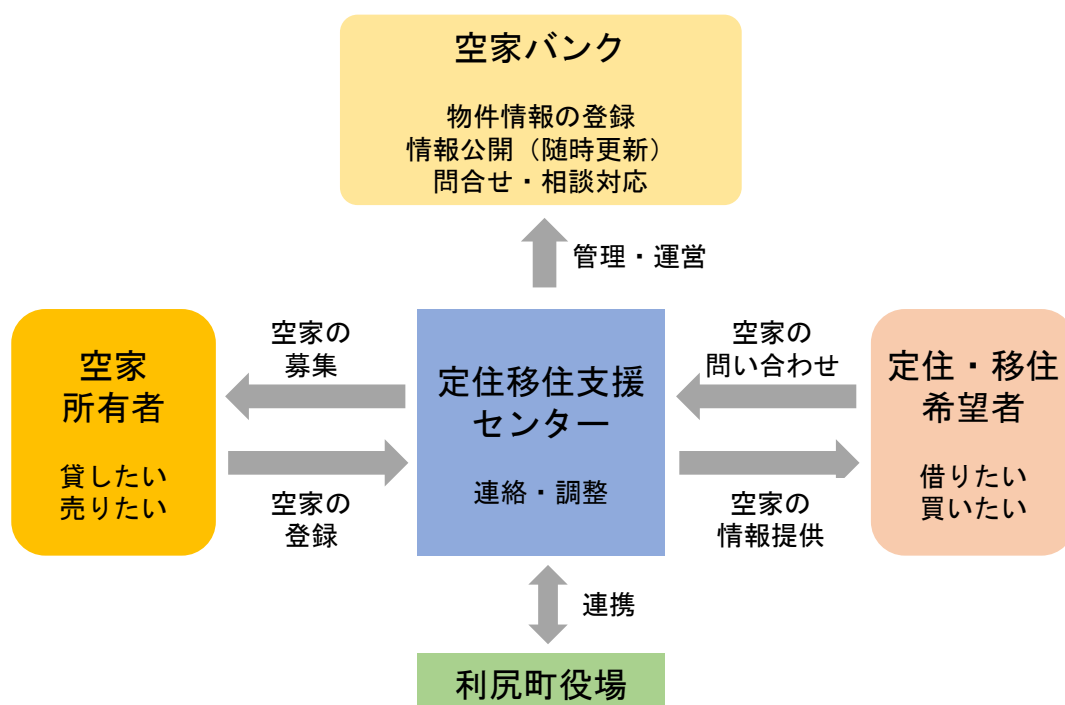 空家バンク
物件情報の登録
情報公開（随時更新）
問合せ・相談対応
管理・運営
空家
所有者
貸したい
売りたい
空家の
募集
空家の
登録
定住移住支援
センター
連絡・調整
空家の
問い合わせ
空家の
情報提供
定住・移住
希望者
借りたい
買いたい
連携
利尻町役場